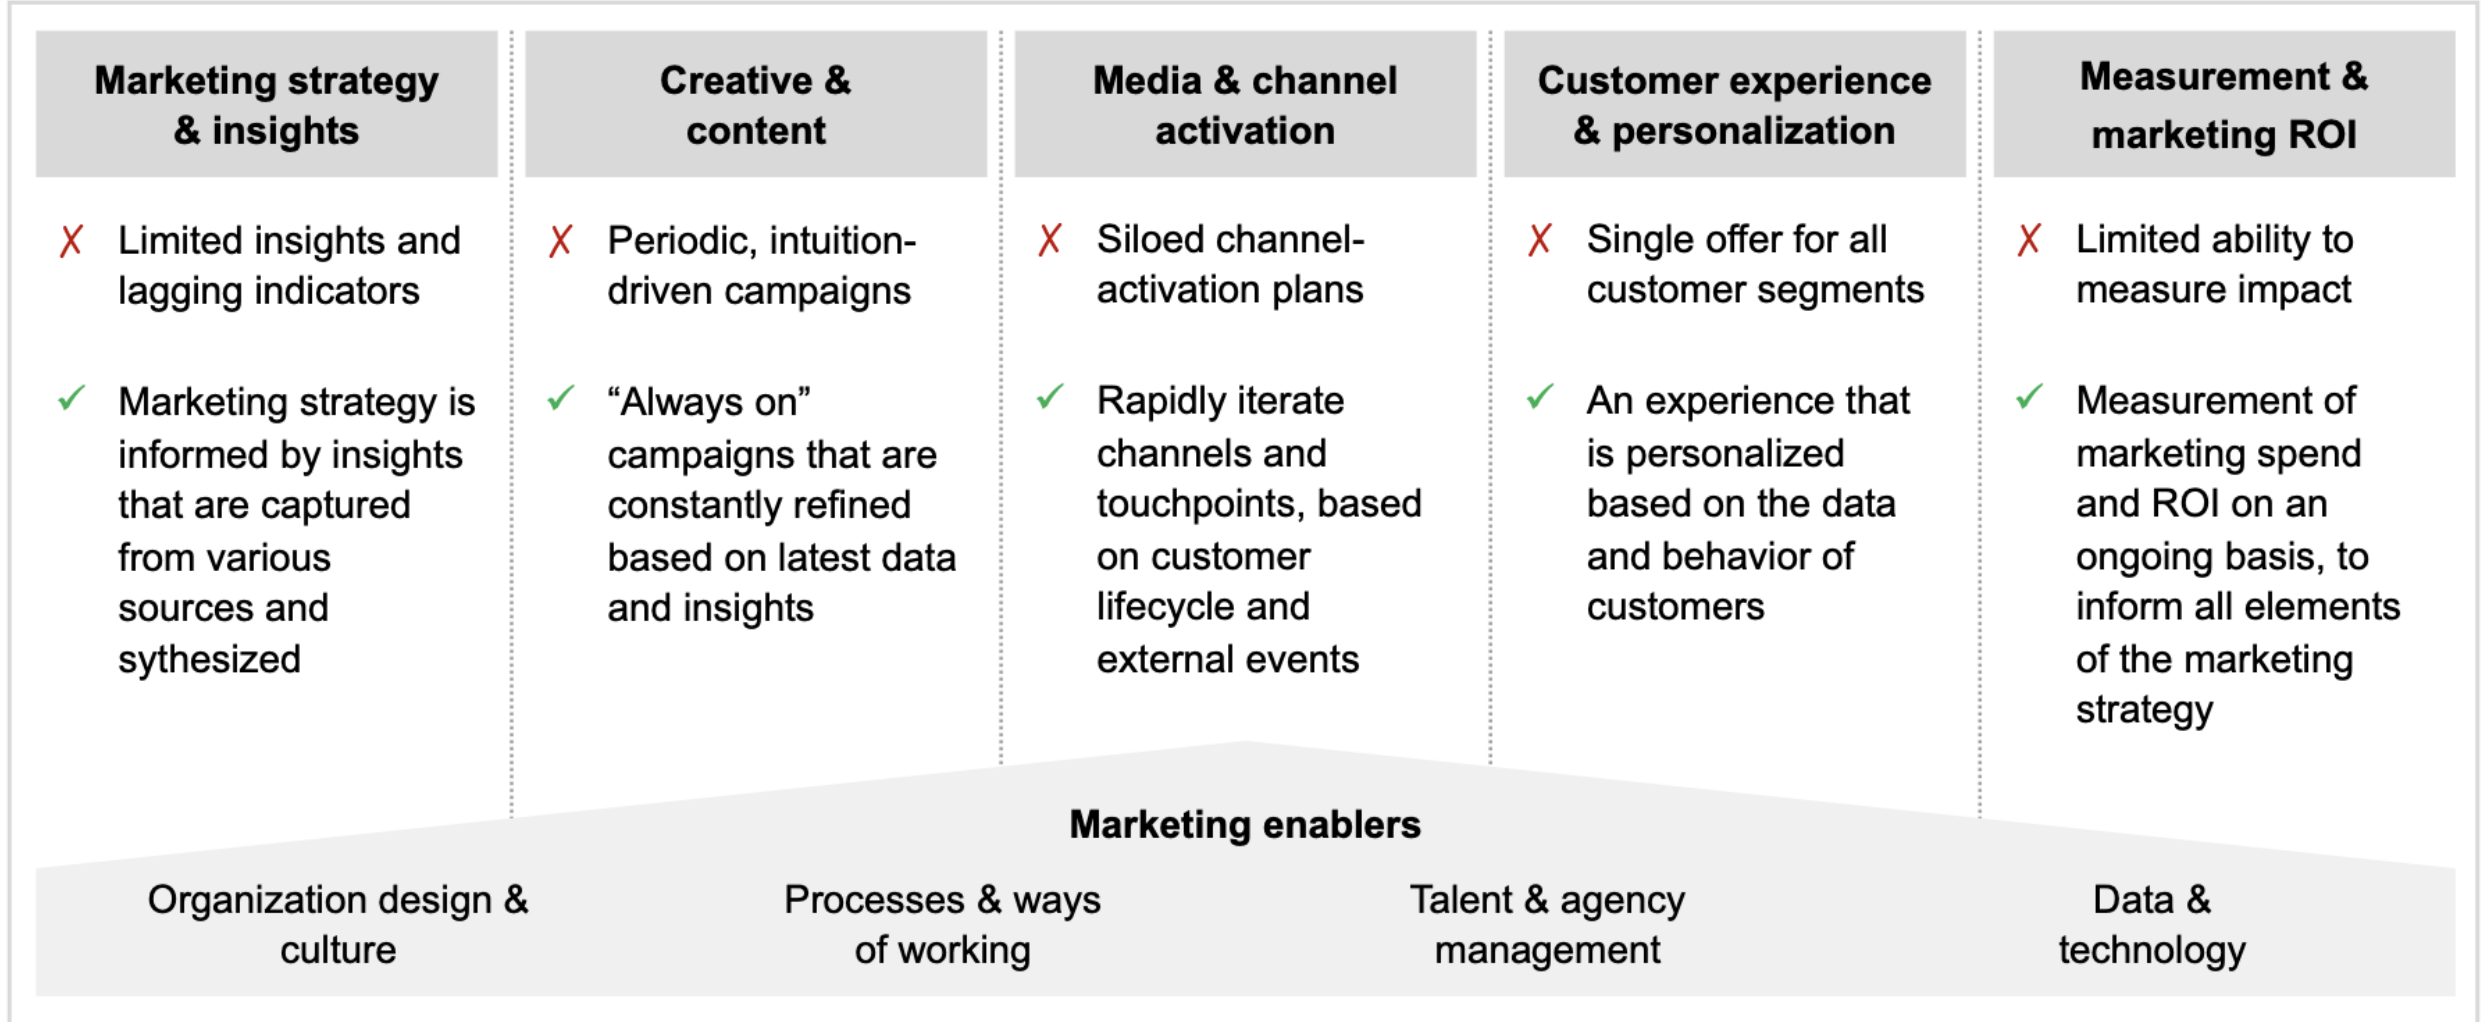 Marketing strategy
& insights
✗ Limited insights and
lagging indicators
✓ Marketing strategy is
informed by insights
that are captured
from various
sources and
sythesized
Creative &
content
✗ Periodic, intuition-
driven campaigns
✓ “Always on”
campaigns that are
constantly refined
based on latest data
and insights
Media & channel
activation
✗ Siloed channel-
activation plans
✓ Rapidly iterate
channels and
touchpoints, based
on customer
lifecycle and
external events
Customer experience
& personalization
✗ Single offer for all
customer segments
✓ An experience that
is personalized
based on the data
and behavior of
customers
Measurement &
marketing ROI
✗ Limited ability to
measure impact
✓ Measurement of
marketing spend
and ROI on an
ongoing basis, to
inform all elements
of the marketing
strategy
Marketing enablers
Organization design &
culture
Processes & ways
of working
Talent & agency
management
Data &
technology